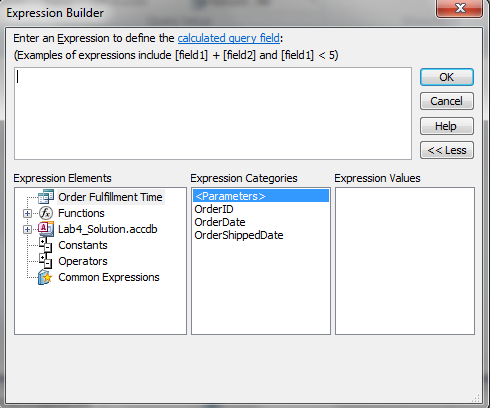 Expression Builder
Enter an Expression to define the calculated query field:
(Examples of expressions include [field1] + [field2] and [field1] < 5)
OK
Cancel
Help
<< Less
Expression Elements
Expression Categories
Expression Values
Order Fulfillment Time
Functions
Lab4_Solution.accdb
Constants
Operators
Common Expressions
<Parameters>
OrderID
OrderDate
OrderShippedDate